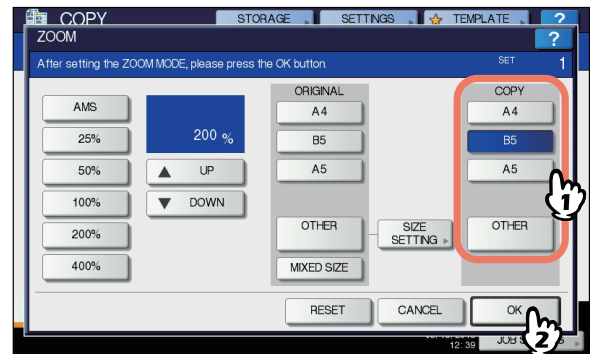 COPY STORAGE SETTINGS TEMPLATE ?
ZOOM ?
After setting the ZOOM MODE, please press the OK button. SET 1
ORIGINAL COPY
AMS A4 A4
25% 200 % B5 B5
50% UP A5 A5
100% DOWN
200% OTHER SIZE SETTING OTHER
400% MIXED SIZE
1
RESET CANCEL OK
2
12:39 JOB